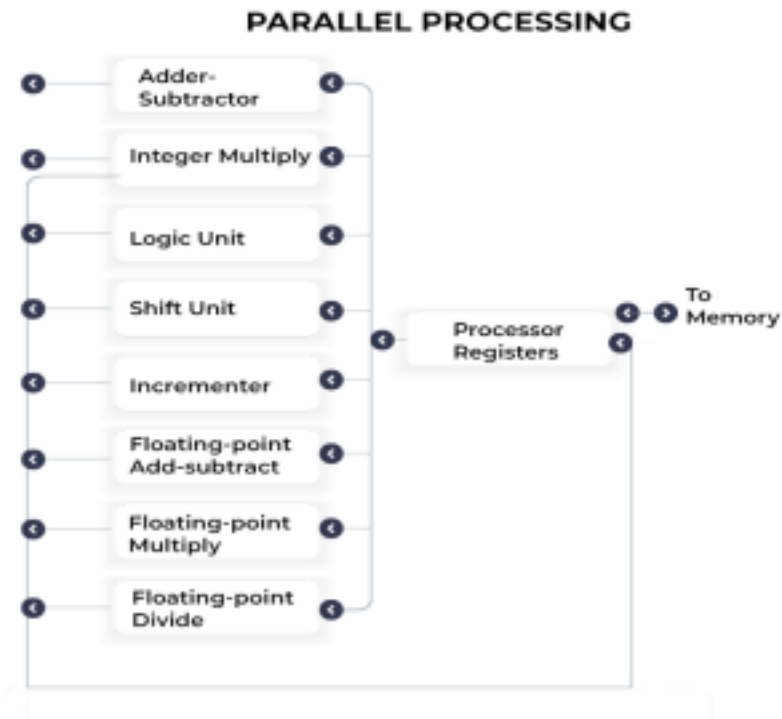 PARALLEL PROCESSING
Adder-
Subtractor
Integer Multiply
Logic Unit
Shift Unit
Incrementer
Floating-point
Add-subtract
Floating-point
Multiply
Floating-point
Divide
Processor
Registers
To
Memory